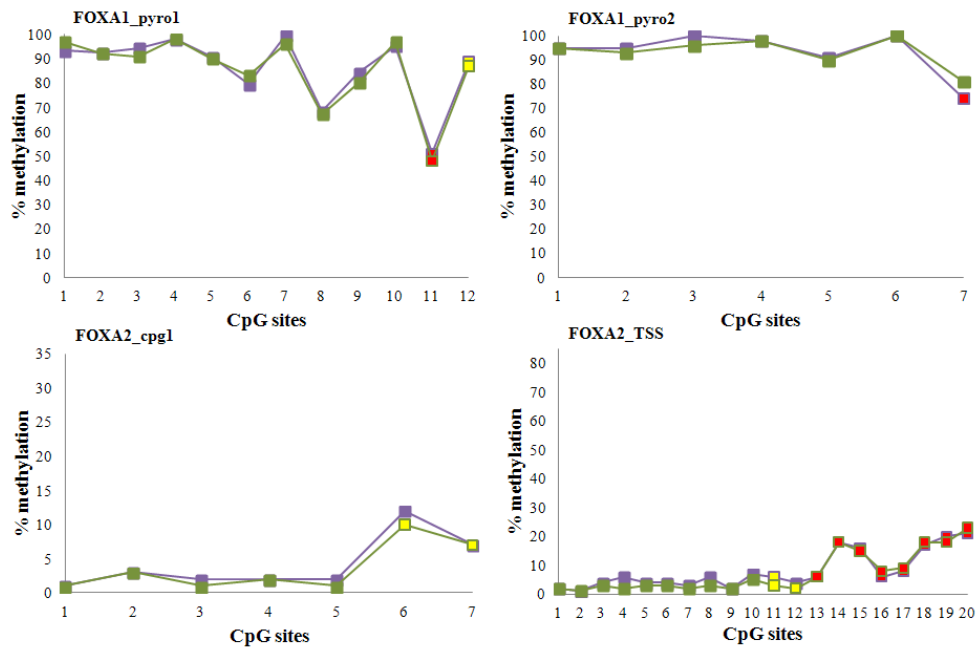 FOXA1_pyro1
% methylation
100
90
80
70
60
50
40
30
20
10
0
1 2 3 4 5 6 7 8 9 10 11 12
CpG sites
FOXA1_pyro2
% methylation
100
90
80
70
60
50
40
30
20
10
0
1 2 3 4 5 6 7
CpG sites
FOXA2_cpg1
% methylation
35
30
25
20
15
10
5
0
1 2 3 4 5 6 7
CpG sites
FOXA2_TSS
% methylation
80
70
60
50
40
30
20
10
0
1 2 3 4 5 6 7 8 9 10 11 12 13 14 15 16 17 18 19 20
CpG sites